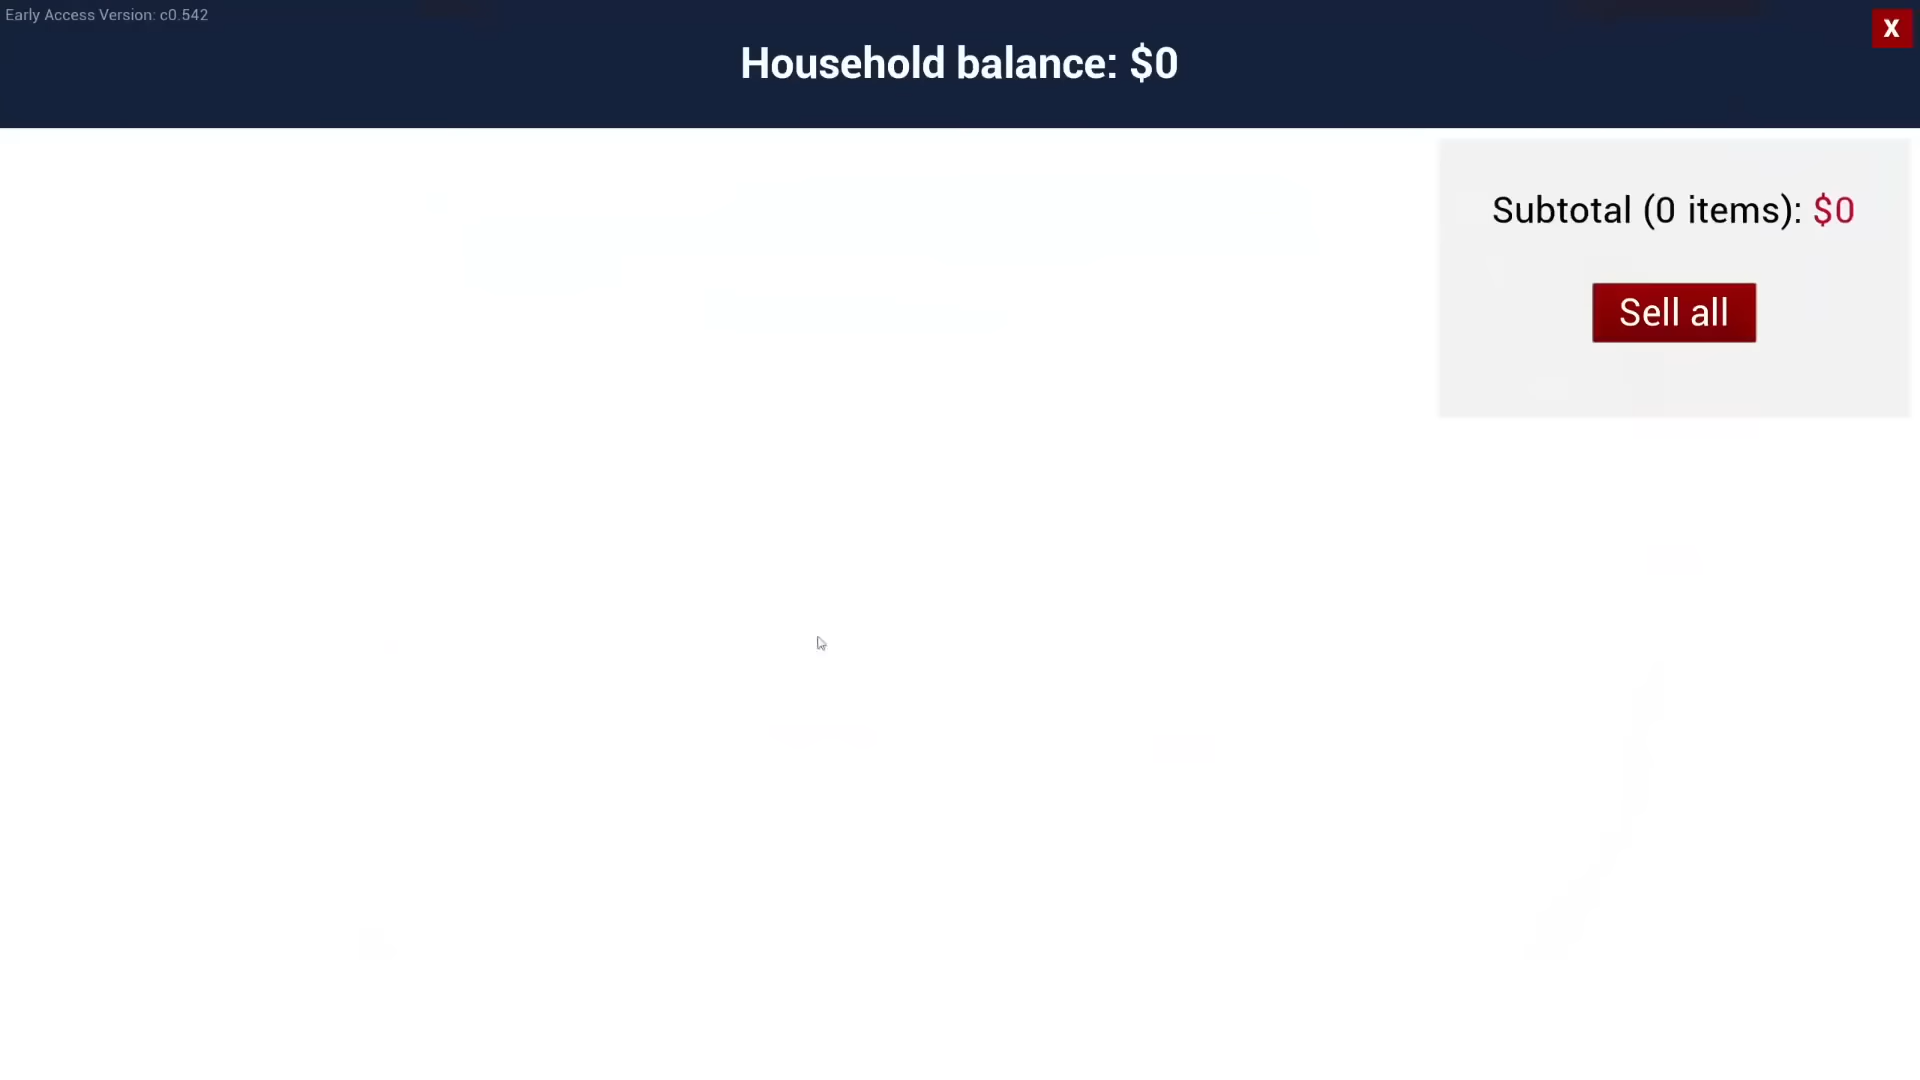 Early Access Version: c0.542
X
Household balance: $0
Subtotal (0 items): $0
Sell all